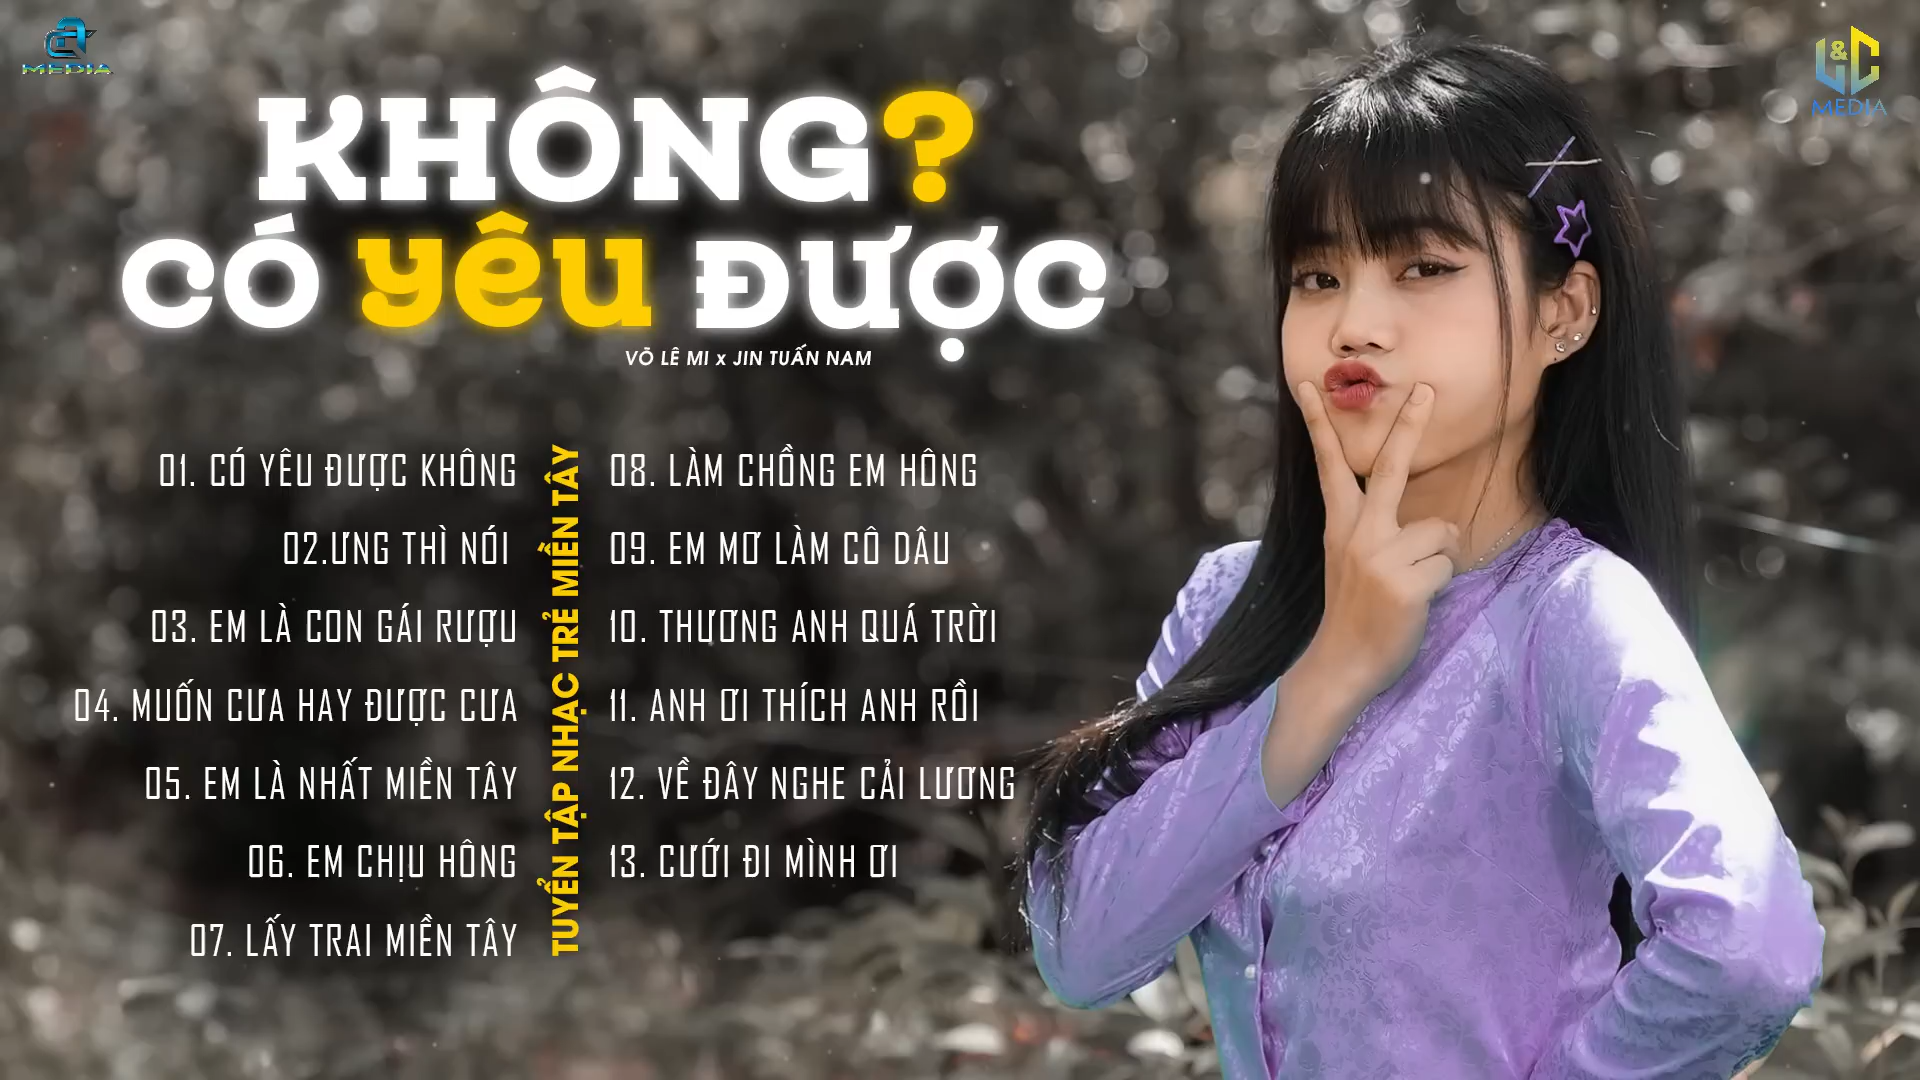 MEDIA
L&C
MEDIA
KHÔNG?
CÓ YÊU ĐƯỢC
VÕ LÊ MI x JIN TUẤN NAM
01. CÓ YÊU ĐƯỢC KHÔNG
02.ƯNG THÌ NÓI
03. EM LÀ CON GÁI RƯỢU
04. MUỐN CƯA HAY ĐƯỢC CƯA
05. EM LÀ NHẤT MIỀN TÂY
06. EM CHỊU HÔNG
07. LẤY TRAI MIỀN TÂY
TUYỂN TẬP NHẠC TRẺ MIỀN TÂY
08. LÀM CHỒNG EM HÔNG
09. EM MƠ LÀM CÔ DÂU
10. THƯƠNG ANH QUÁ TRỜI
11. ANH ƠI THÍCH ANH RỒI
12. VỀ ĐÂY NGHE CẢI LƯƠNG
13. CƯỚI ĐI MÌNH ƠI